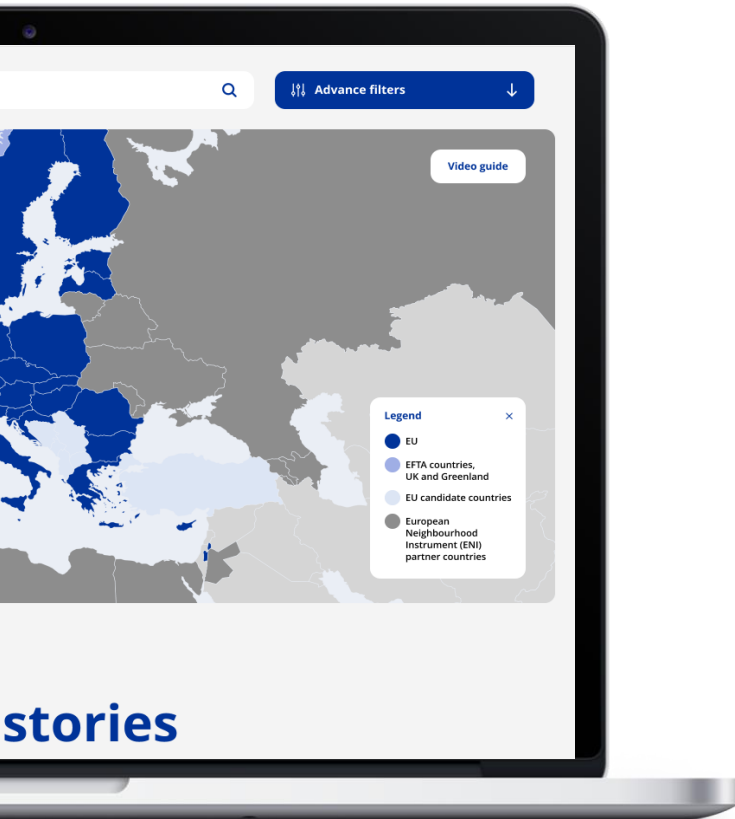 Advance filters
Video guide
Legend
EU
EFTA countries,
UK and Greenland
EU candidate countries
European
Neighbourhood
Instrument (ENI)
partner countries
stories